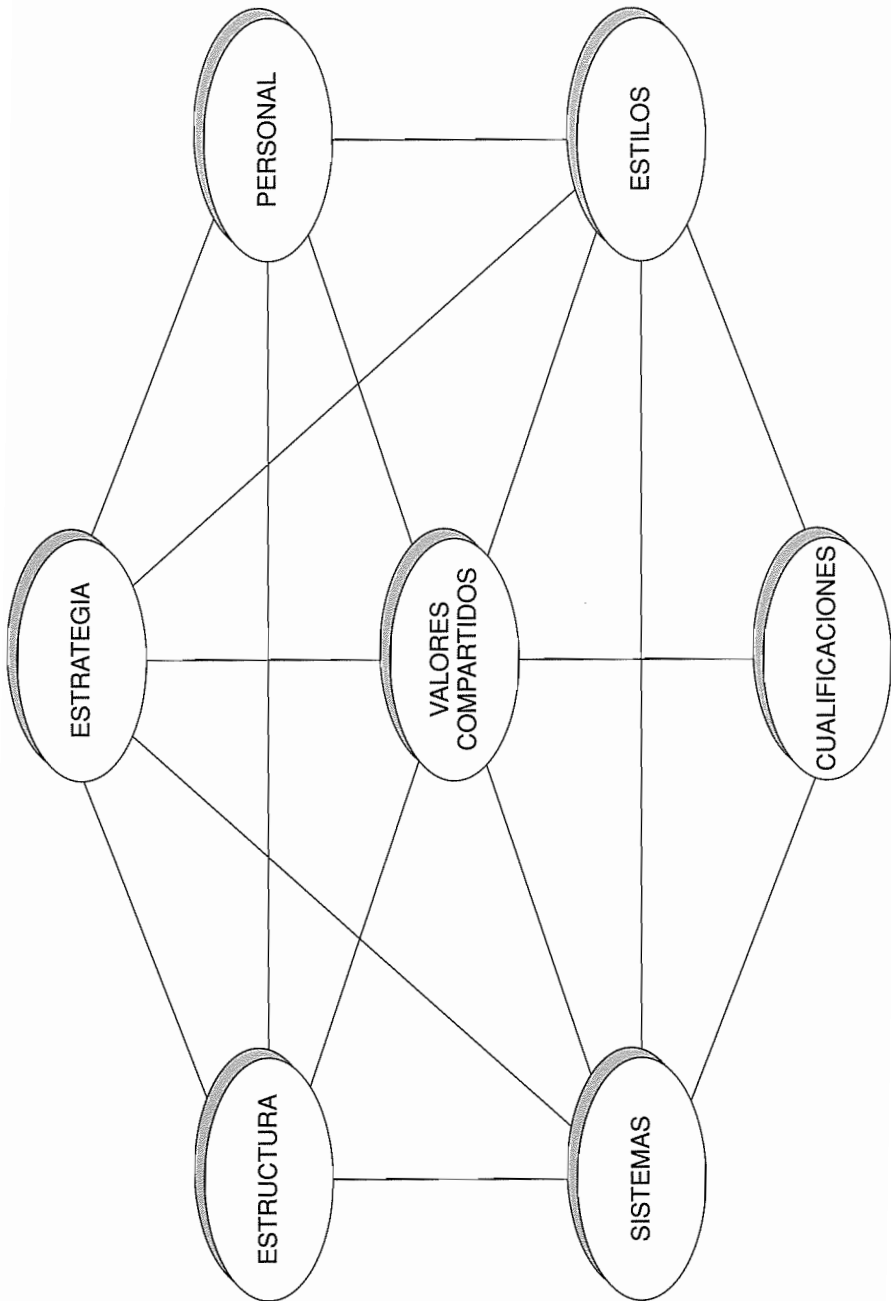 ESTRATEGIA
ESTRUCTURA
PERSONAL
VALORES
COMPARTIDOS
SISTEMAS
ESTILOS
CUALIFICACIONES